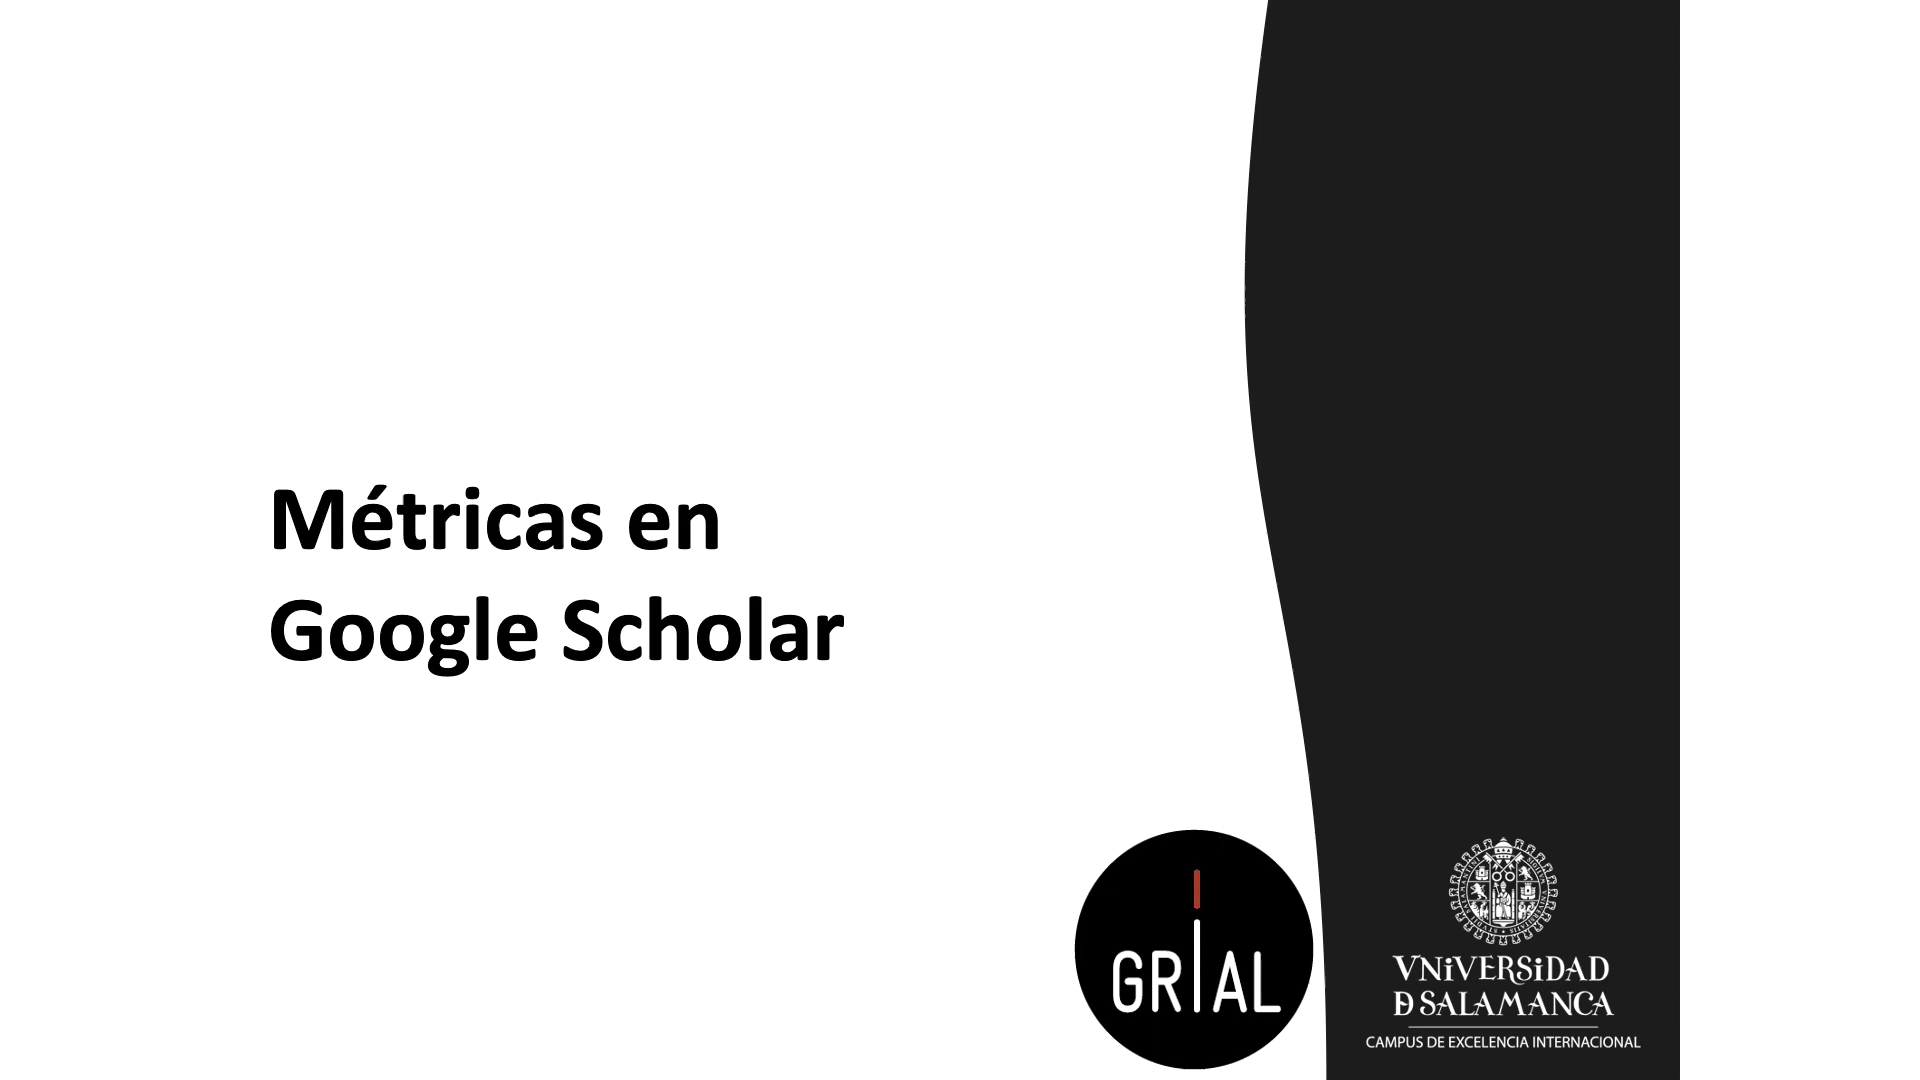 Métricas en
Google Scholar
GRIAL
VNiVERSiDAD
D SALAMANCA
CAMPUS DE EXCELENCIA INTERNACIONAL